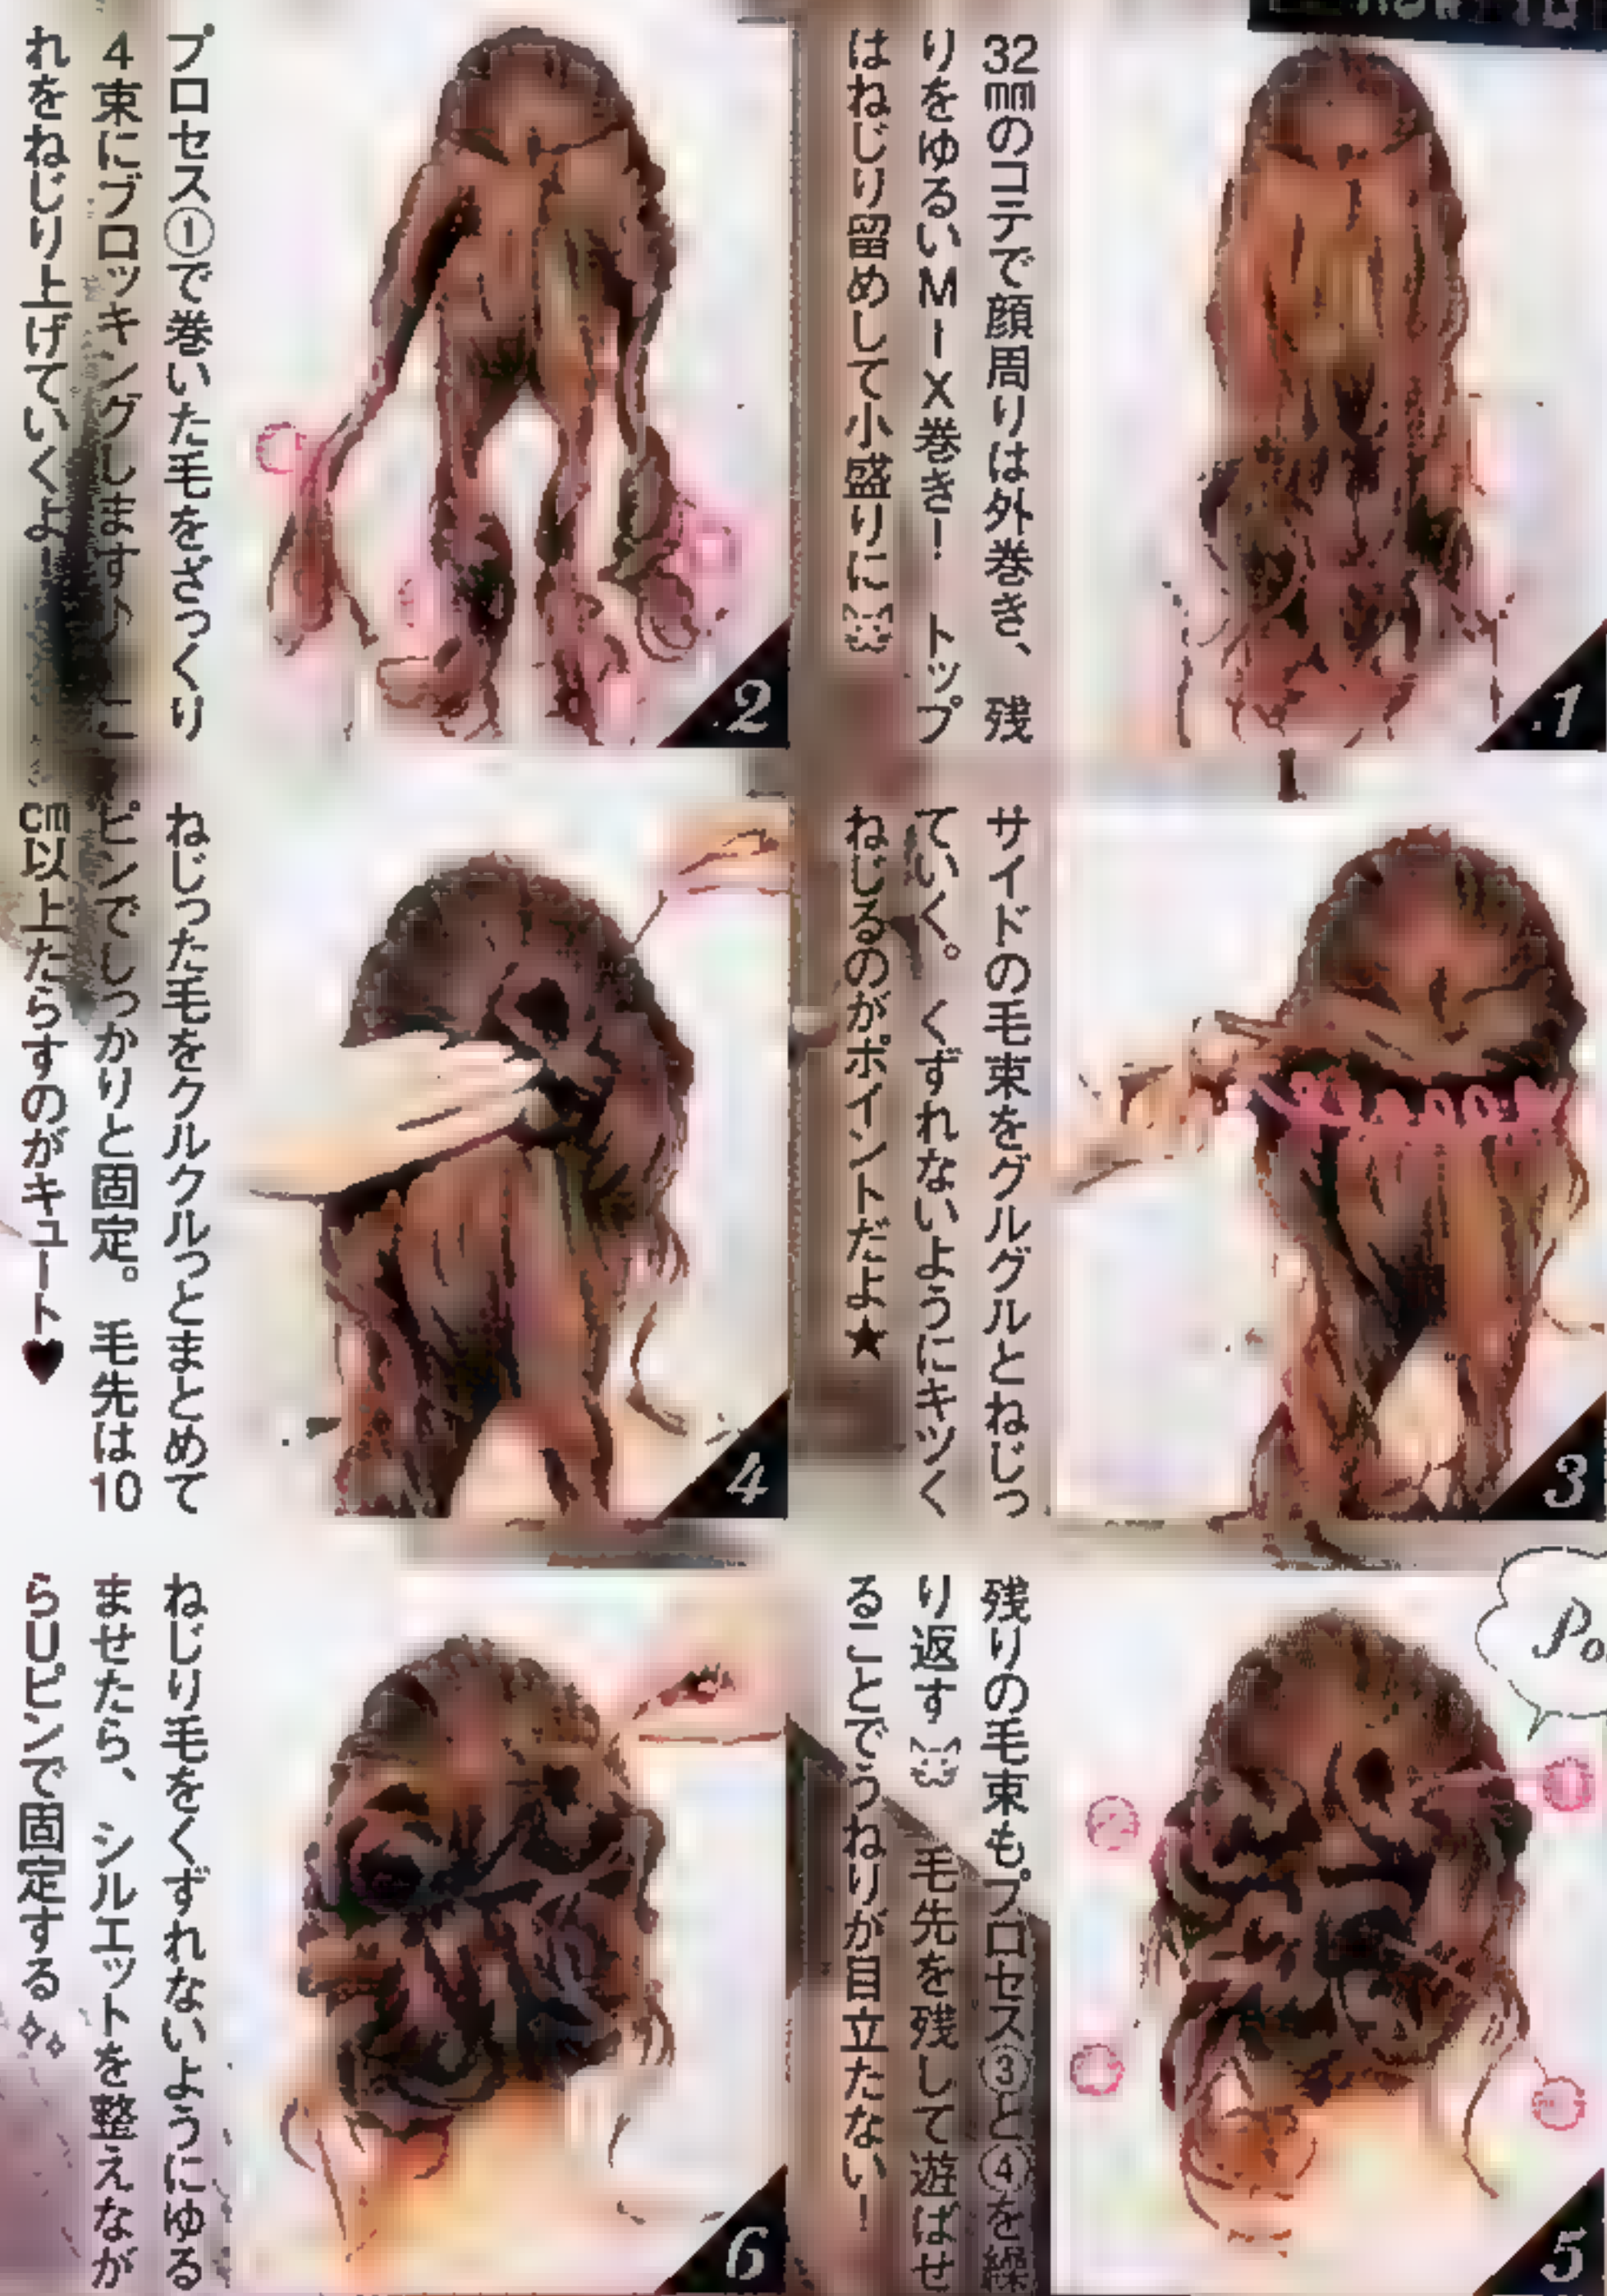 32㎜のコテで顔周りは外巻き、残
りをゆるいMIX巻き! トップ
はねじり留めして小盛りに
1
プロセス①で巻いた毛をざっくり
4束にブロッキングします♪ こ
れをねじり上げていくよ
2
サイドの毛束をグルグルとねじっ
ていく。くずれないようにキツく
ねじるのがポイントだよ★
3
ねじった毛をクルクルっとまとめて
ピンでしっかりと固定。毛先は10
cm以上たらすのがキュート♥
4
Po
残りの毛束もプロセス③と④を繰
り返す 毛先を残して遊ばせ
ることでうねりが目立たない!
5
ねじり毛をくずれないようにゆる
ませたら、シルエットを整えなが
らUピンで固定する
6